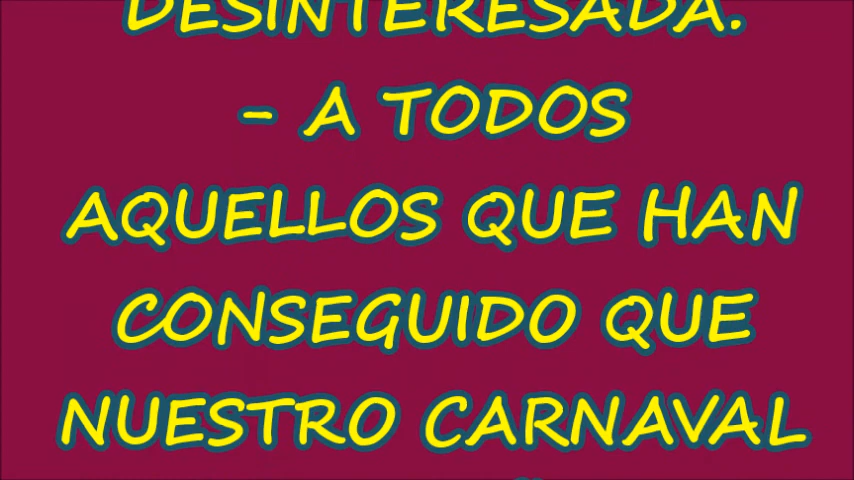 DESINTERESADA.
- A TODOS
AQUELLOS QUE HAN
CONSEGUIDO QUE
NUESTRO CARNAVAL